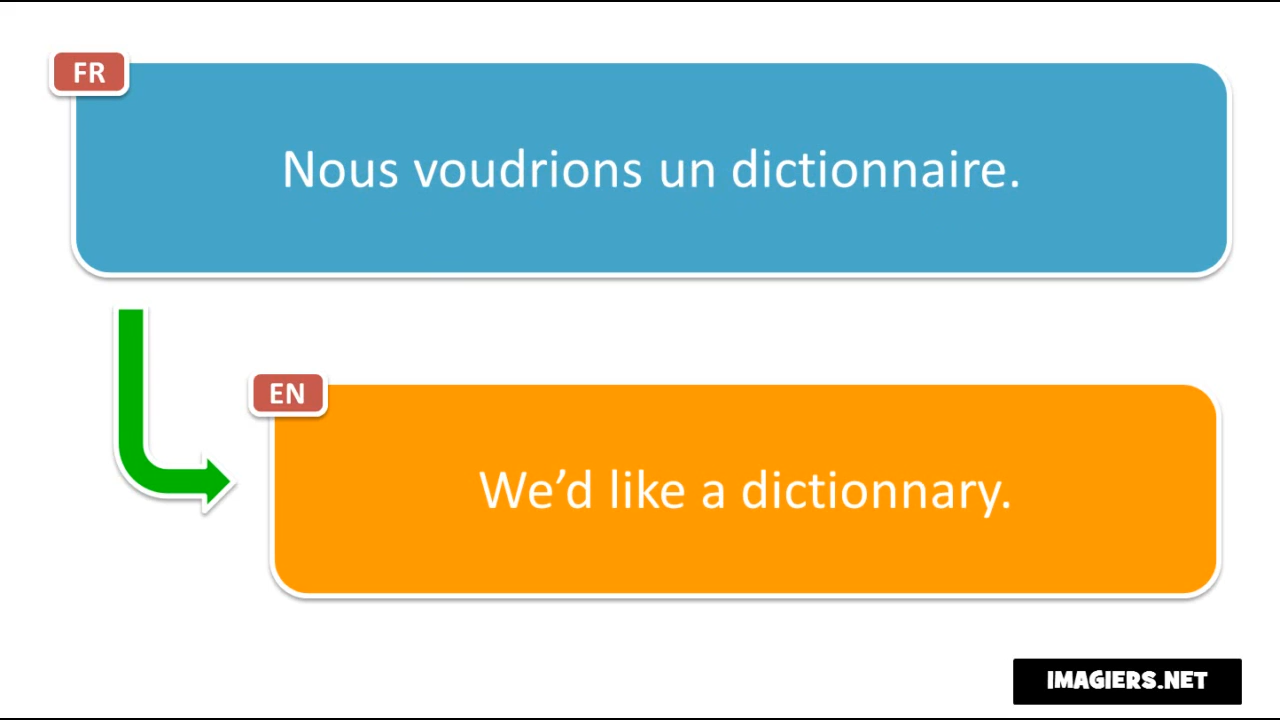 FR
Nous voudrions un dictionnaire.
EN
We’d like a dictionnary.
IMAGIERS.NET